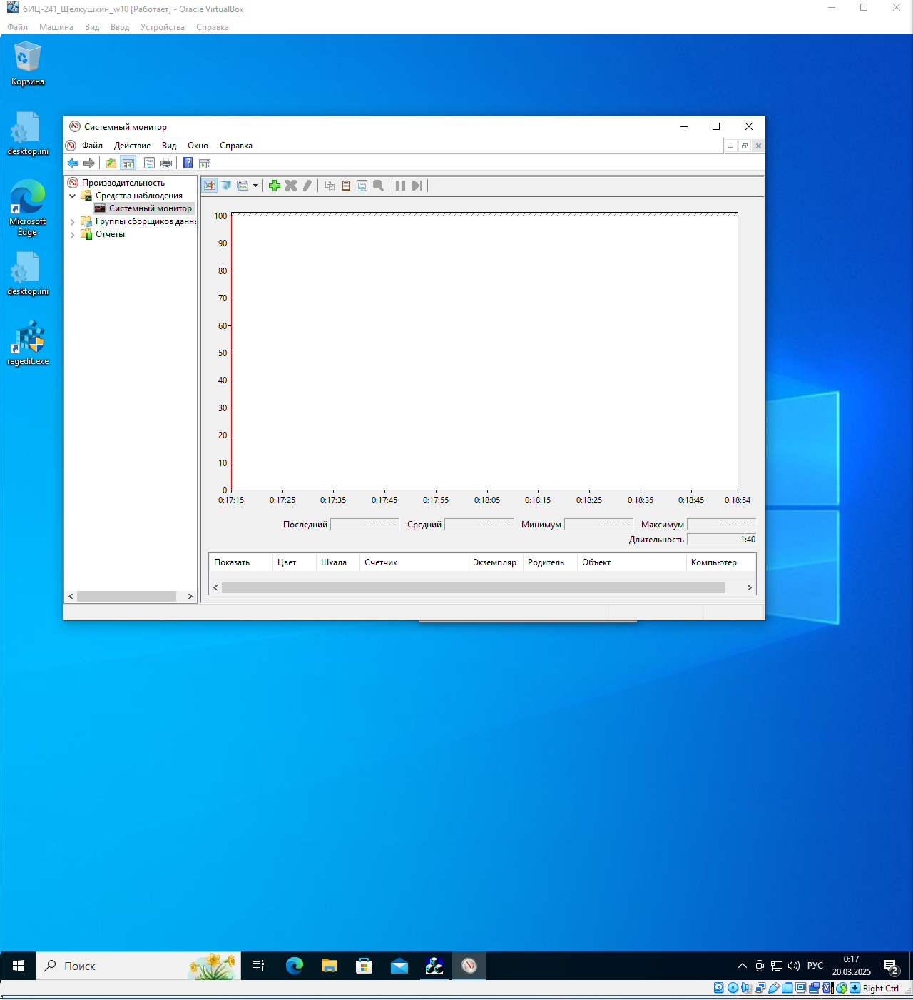 6ИЦ-241_Щелкушкин_w10 [Работает] - Oracle VirtualBox
Файл Машина Вид Ввод Устройства Справка
Корзина
desktop.ini
Microsoft
Edge
desktop.ini
regedit.exe
Системный монитор
Файл Действие Вид Окно Справка
Производительность
Средства наблюдения
Системный монитор
Группы сборщиков данн
Отчеты
100
90
80
70
60
50
40
30
20
10
0
0:17:15 0:17:25 0:17:35 0:17:45 0:17:55 0:18:05 0:18:15 0:18:25 0:18:35 0:18:45 0:18:54
Последний --------- Средний --------- Минимум --------- Максимум ---------
Длительность 1:40
Показать Цвет Шкала Счетчик Экземпляр Родитель Объект Компьютер
Поиск
РУС
0:17
20.03.2025
2
Right Ctrl